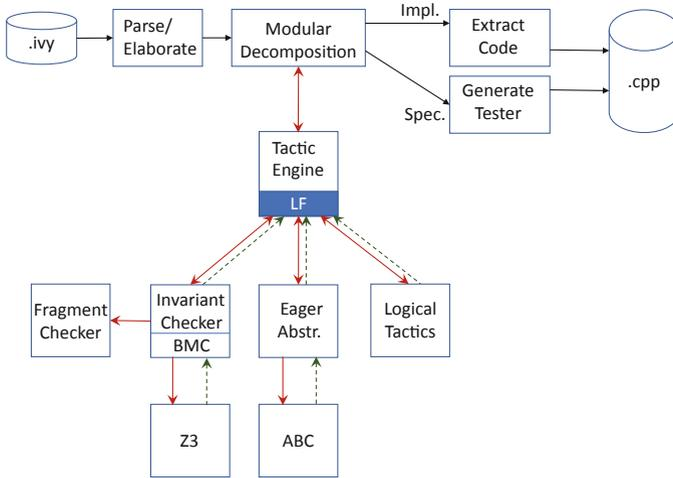 .ivy
Parse/
Elaborate
Modular
Decomposition
Impl.
Spec.
Extract
Code
Generate
Tester
.cpp
Tactic
Engine
LF
Fragment
Checker
Invariant
Checker
BMC
Eager
Abstr.
Logical
Tactics
Z3
ABC